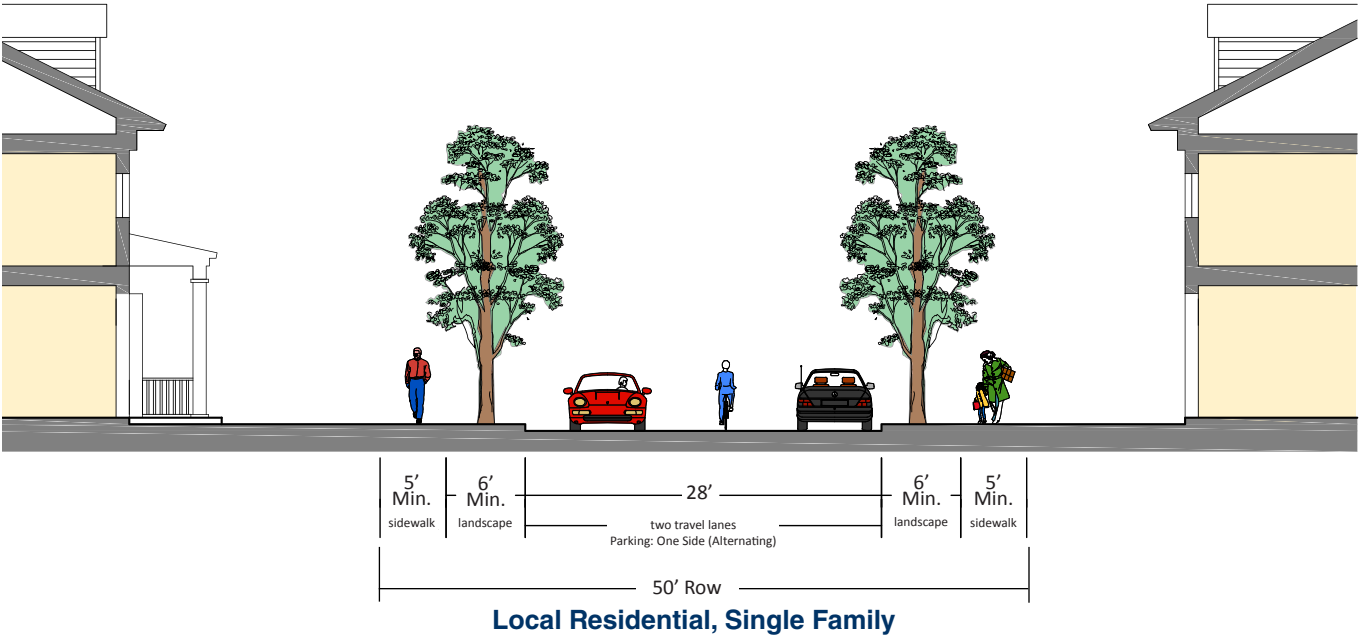 5’ Min.
sidewalk
6’ Min.
landscape
28’
two travel lanes
Parking: One Side (Alternating)
6’ Min.
landscape
5’ Min.
sidewalk
50’ Row
Local Residential, Single Family